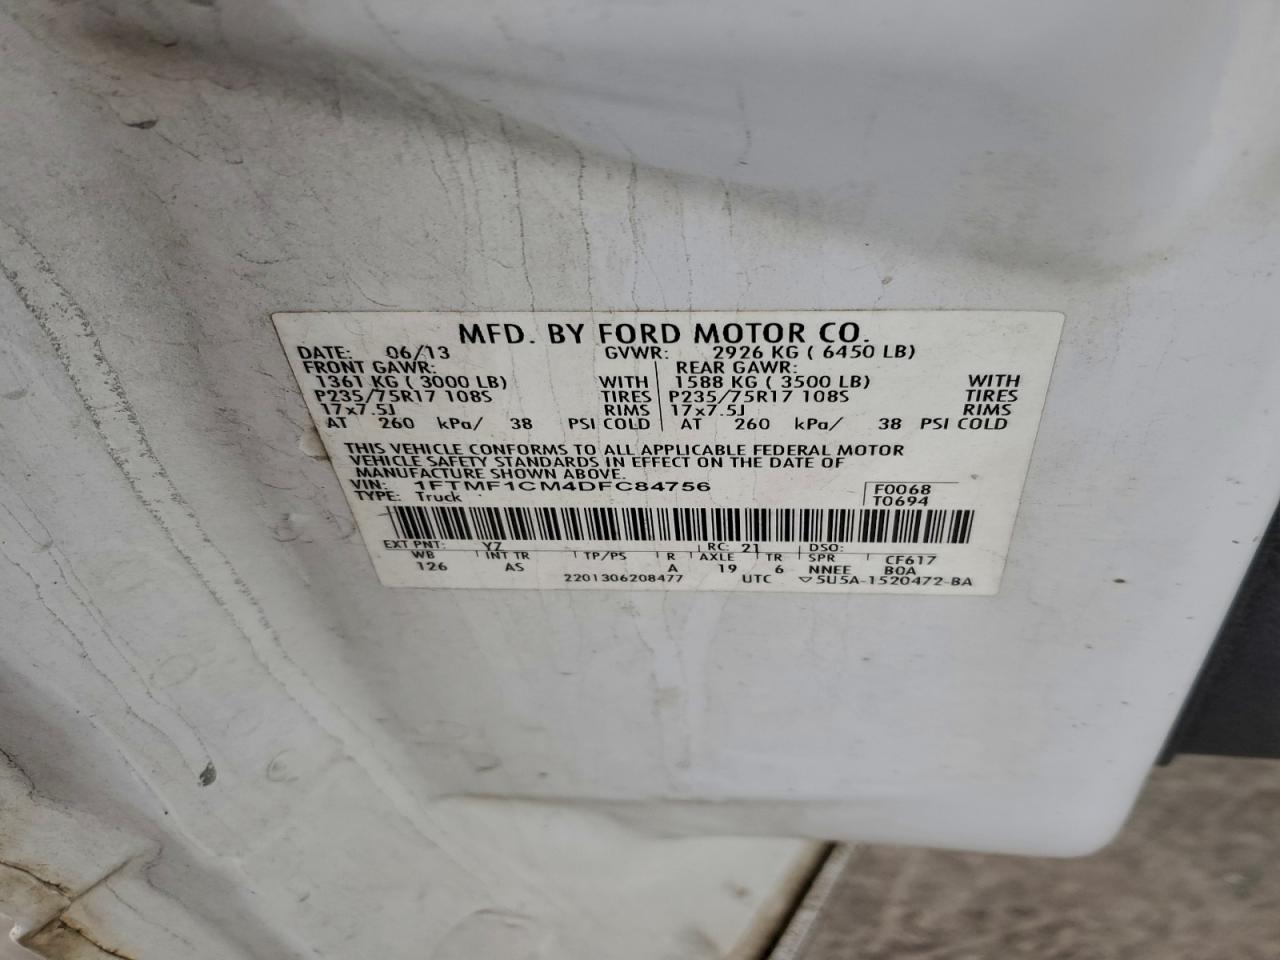 MFD. BY FORD MOTOR CO.
DATE: 06/13 GVWR: 2926 KG ( 6450 LB)
FRONT GAWR: REAR GAWR:
1361 KG ( 3000 LB) WITH 1588 KG ( 3500 LB) WITH
P235/75R17 108S TIRES P235/75R17 108S TIRES
17x7.5J RIMS 17x7.5J RIMS
AT 260 kPa/ 38 PSI COLD AT 260 kPa/ 38 PSI COLD
THIS VEHICLE CONFORMS TO ALL APPLICABLE FEDERAL MOTOR
VEHICLE SAFETY STANDARDS IN EFFECT ON THE DATE OF
MANUFACTURE SHOWN ABOVE.
VIN: 1FTMF1CM4DFC84756 F0068
TYPE: Truck T0694
EXT PNT: YZ RC: 21 DSO:
WB INT TR TP/PS R AXLE TR SPR CF617
126 AS A 19 6 NNEE BOA
2201306208477 UTC ▽5U5A-1520472-BA